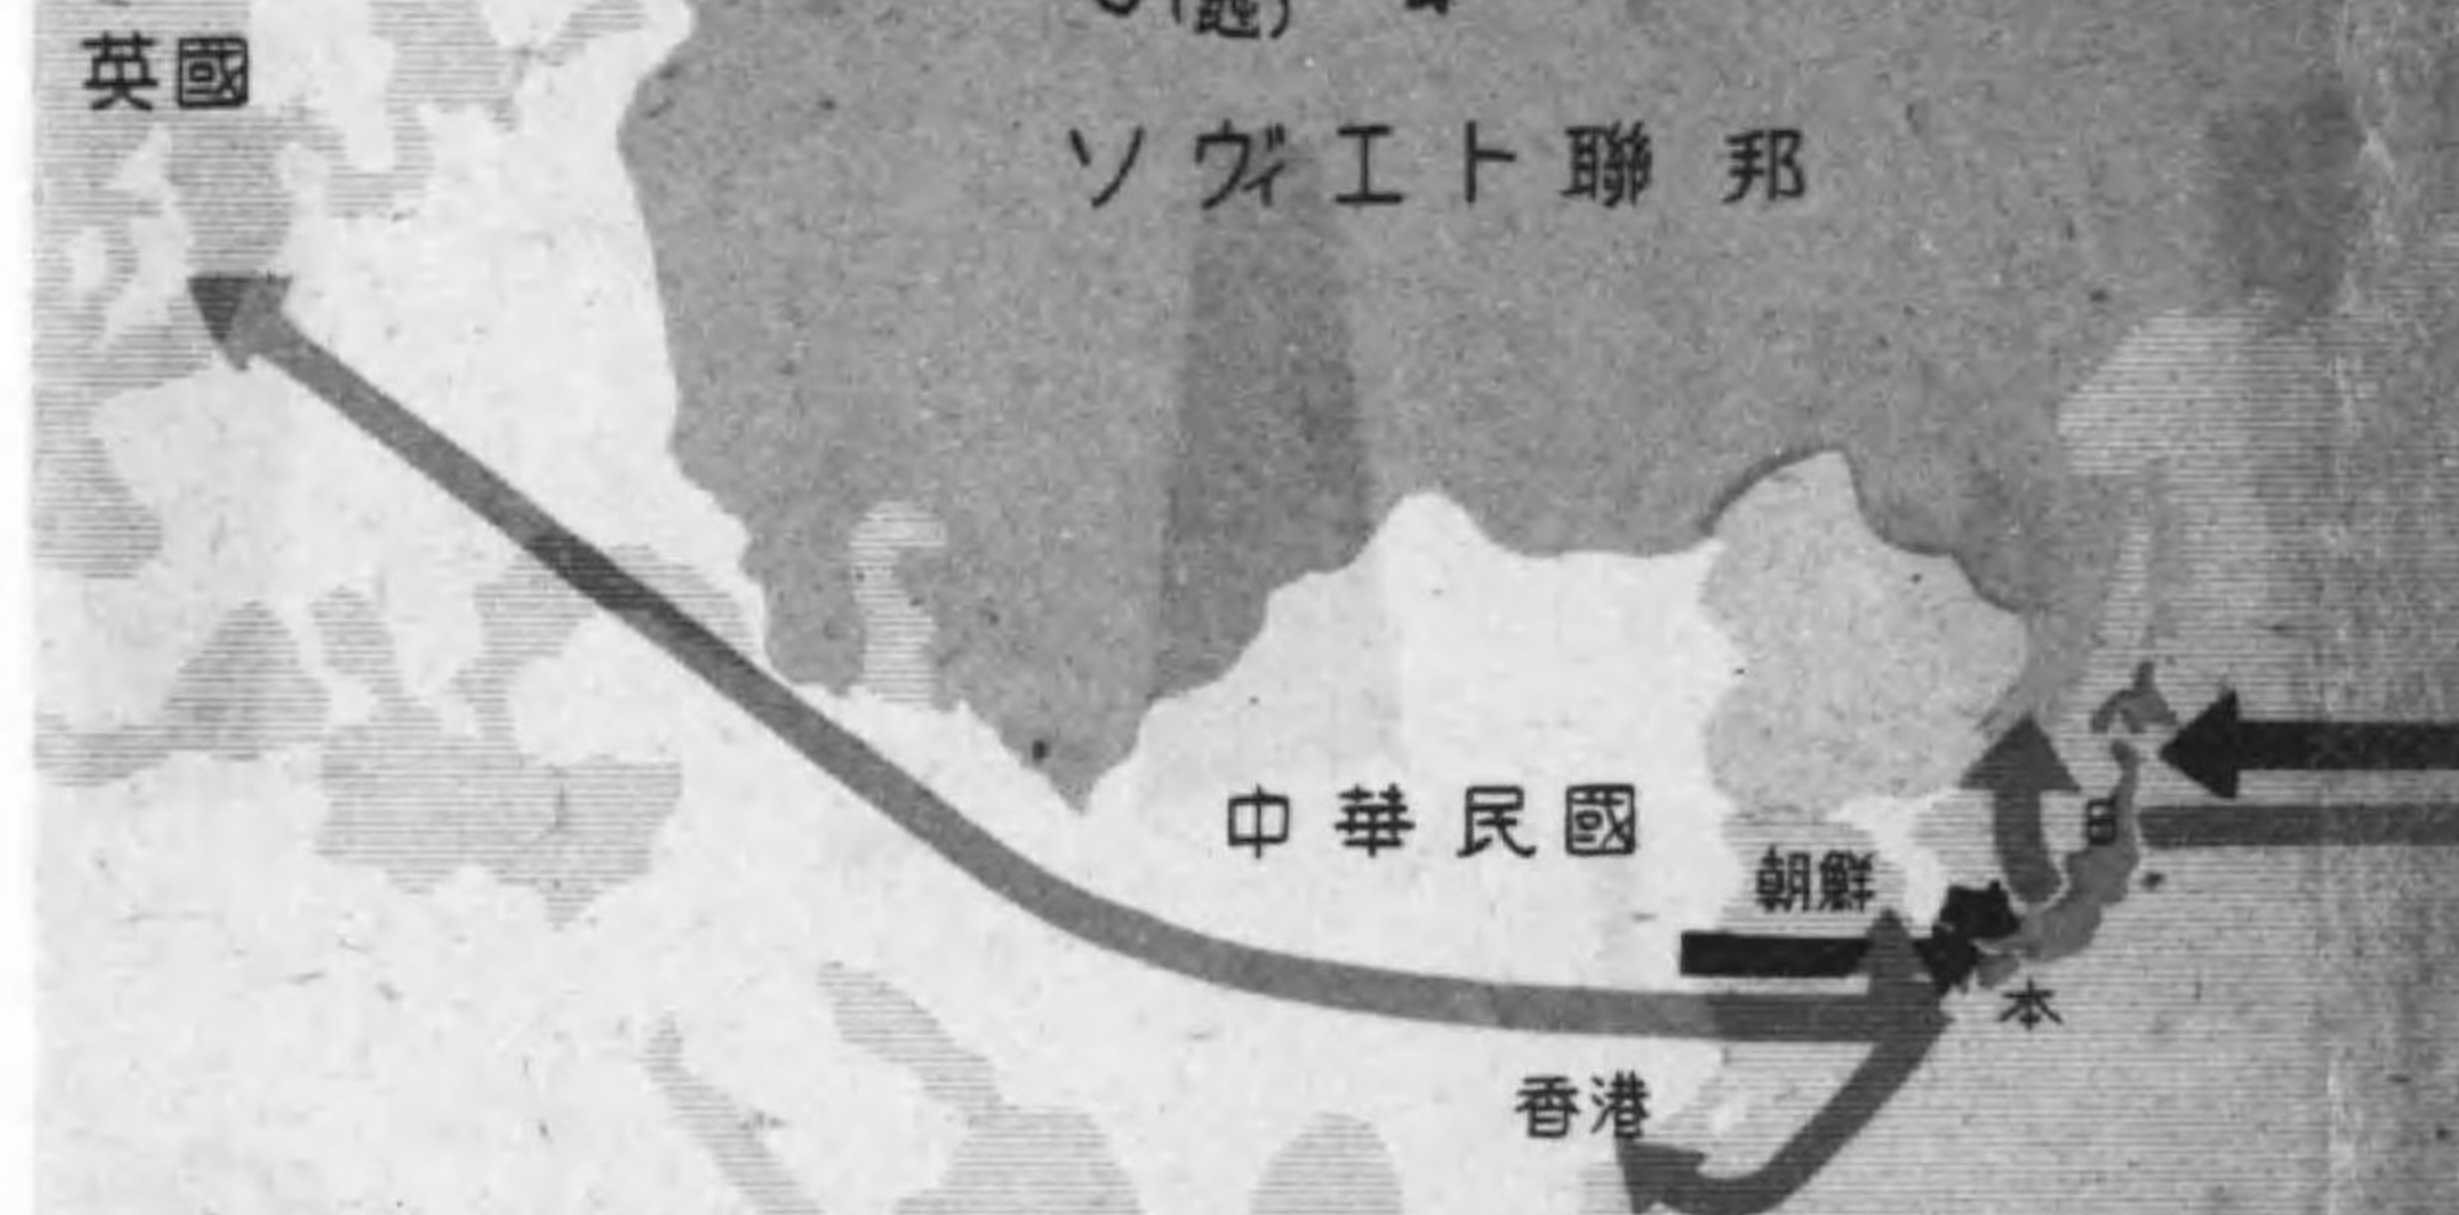 英國
ソヴィエト聯邦
中華民國
朝鮮
日本
香港